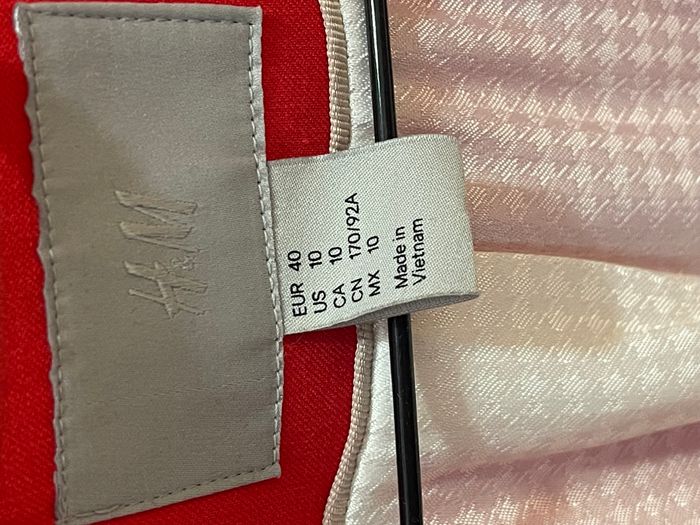 H&M
EUR 40
US 10
CA 10
CN 170/92A
MX 10
Made in
Vietnam